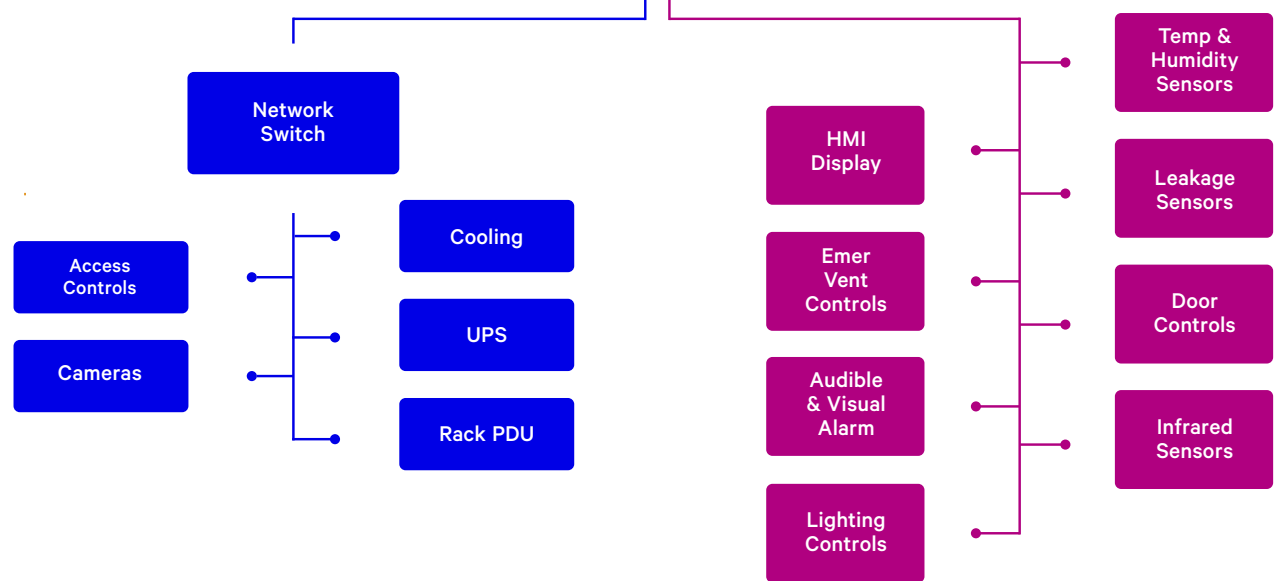 Network
Switch
Access
Controls
Cameras
Cooling
UPS
Rack PDU
HMI
Display
Emer
Vent
Controls
Audible
& Visual
Alarm
Lighting
Controls
Temp &
Humidity
Sensors
Leakage
Sensors
Door
Controls
Infrared
Sensors